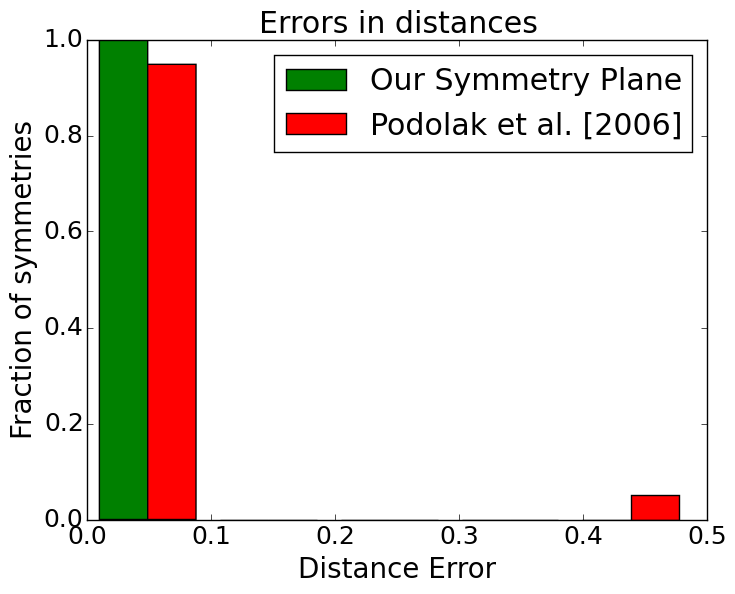 Errors in distances
Our Symmetry Plane
Podolak et al. [2006]
Fraction of symmetries
1.0
0.8
0.6
0.4
0.2
0.0
0.0 0.1 0.2 0.3 0.4 0.5
Distance Error